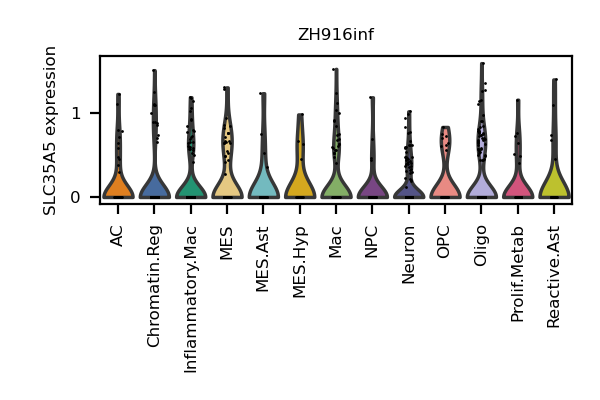 ZH916inf
SLC35A5 expression
1
0
AC
Chromatin.Reg
Inflammatory.Mac
MES
MES.Ast
MES.Hyp
Mac
NPC
Neuron
OPC
Oligo
Prolif.Metab
Reactive.Ast